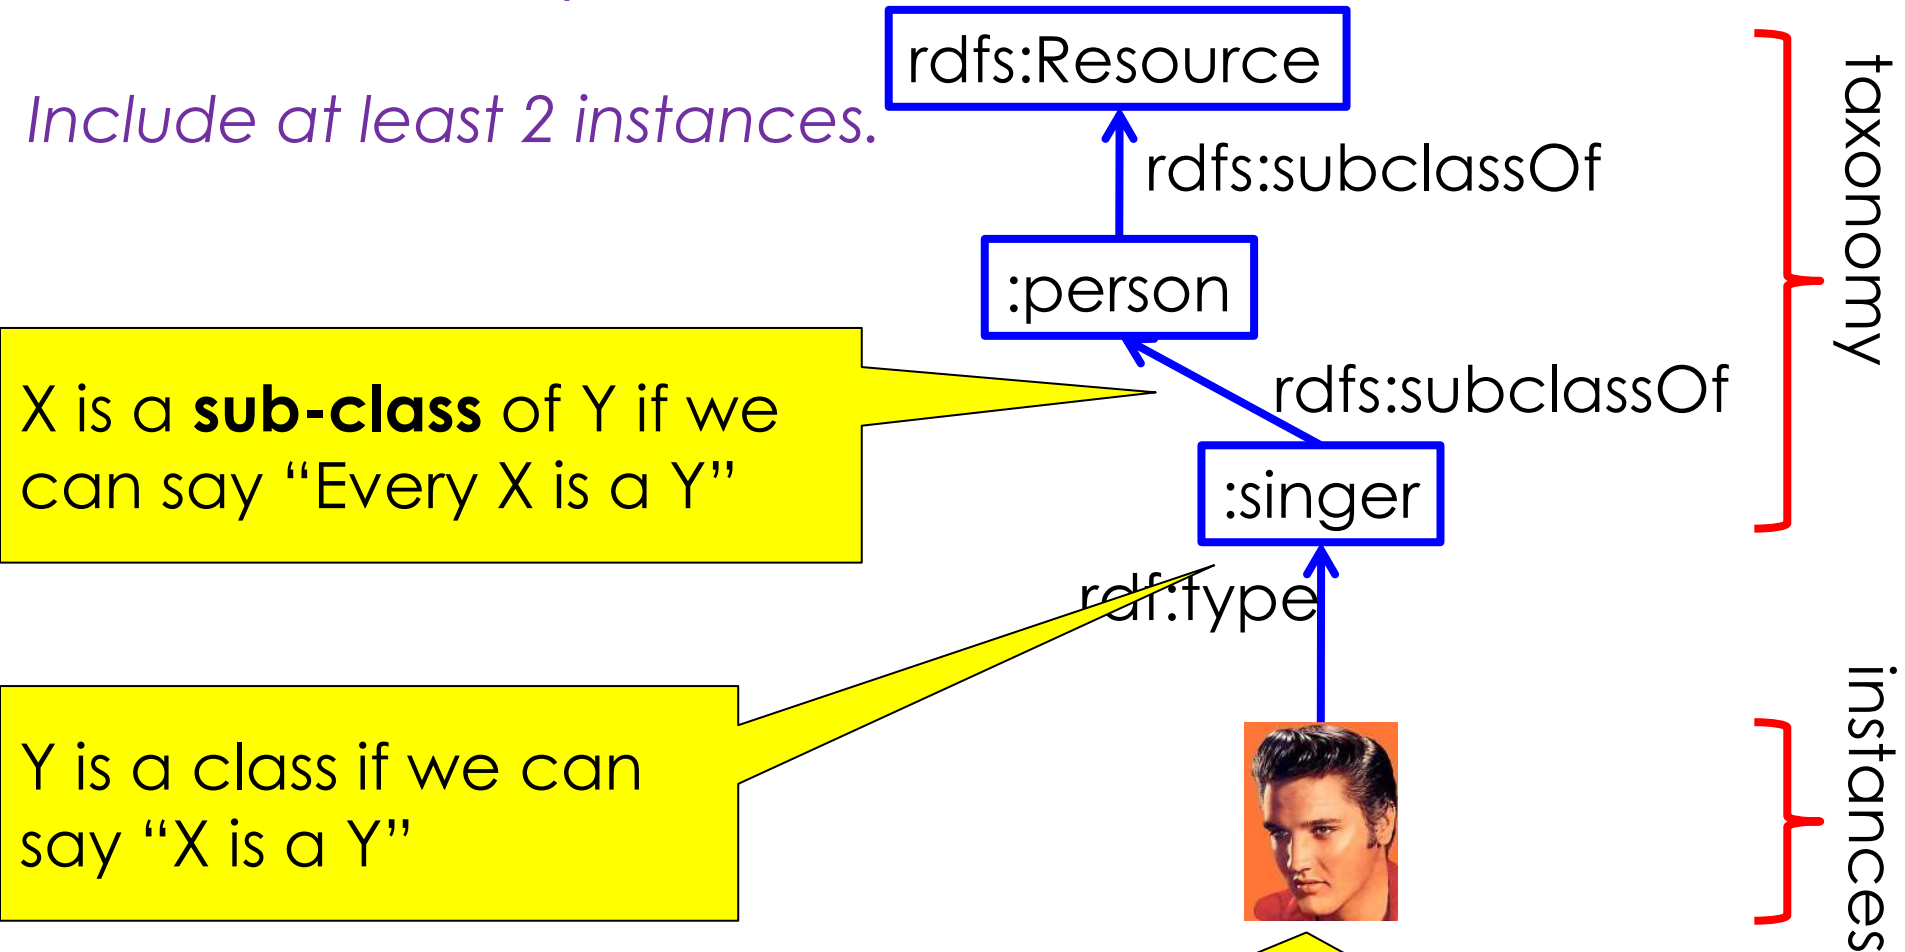 rdfs:Resource
Include at least 2 instances.
rdfs:subclassOf
taxonomy
:person
rdfs:subclassOf
X is a sub-class of Y if we
can say “Every X is a Y”
:singer
rdf:type
instances
Y is a class if we can
say “X is a Y”